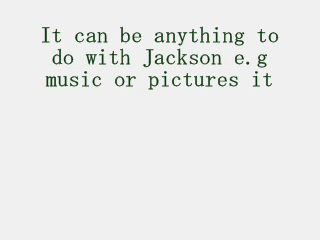 It can be anything to
do with Jackson e.g
music or pictures it